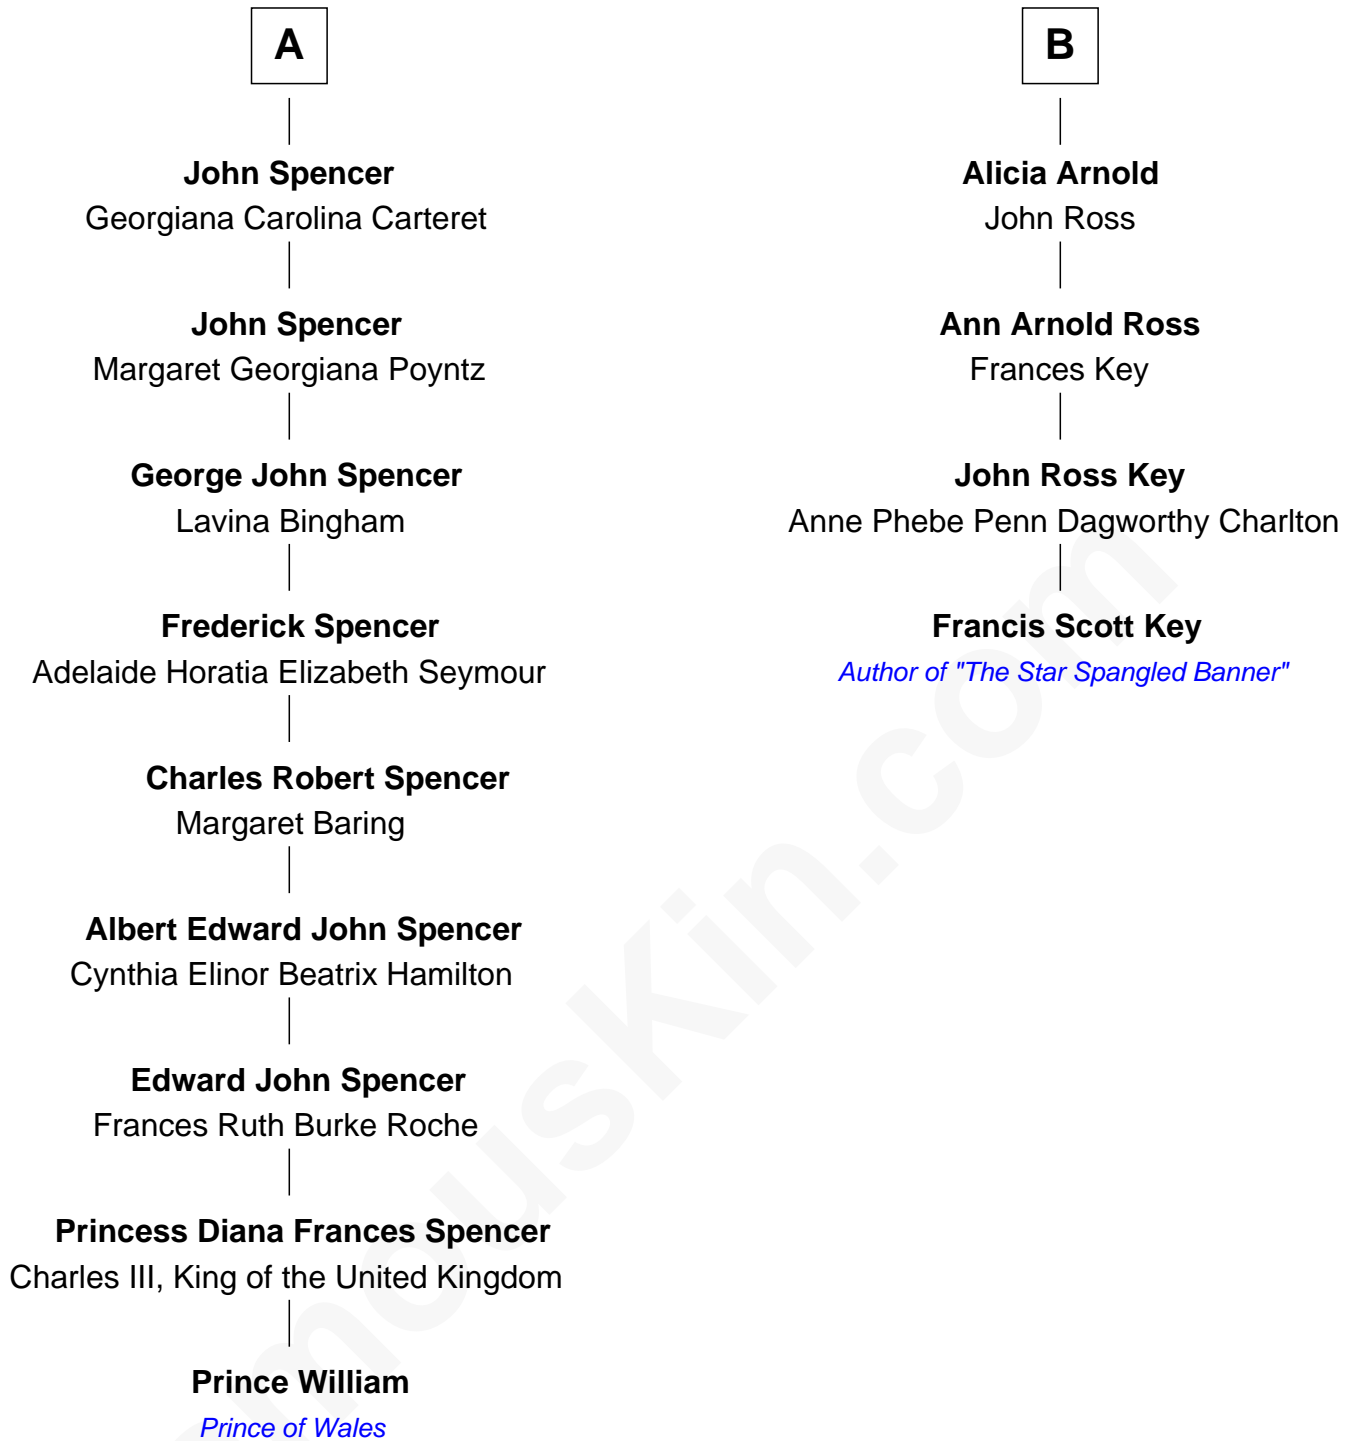 A
John Spencer
Georgiana Carolina Carteret
John Spencer
Margaret Georgiana Poyntz
George John Spencer
Lavina Bingham
Frederick Spencer
Adelaide Horatia Elizabeth Seymour
Charles Robert Spencer
Margaret Baring
Albert Edward John Spencer
Cynthia Elinor Beatrix Hamilton
Edward John Spencer
Frances Ruth Burke Roche
Princess Diana Frances Spencer
Charles III, King of the United Kingdom
Prince William
Prince of Wales
B
Alicia Arnold
John Ross
Ann Arnold Ross
Frances Key
John Ross Key
Anne Phebe Penn Dagworthy Charlton
Francis Scott Key
Author of "The Star Spangled Banner"
mousKin.com